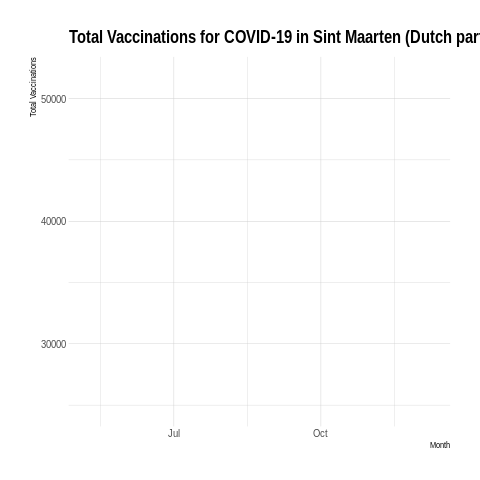 Total Vaccinations for COVID-19 in Sint Maarten (Dutch par
Total Vaccinations
50000
40000
30000
Jul Oct
Month